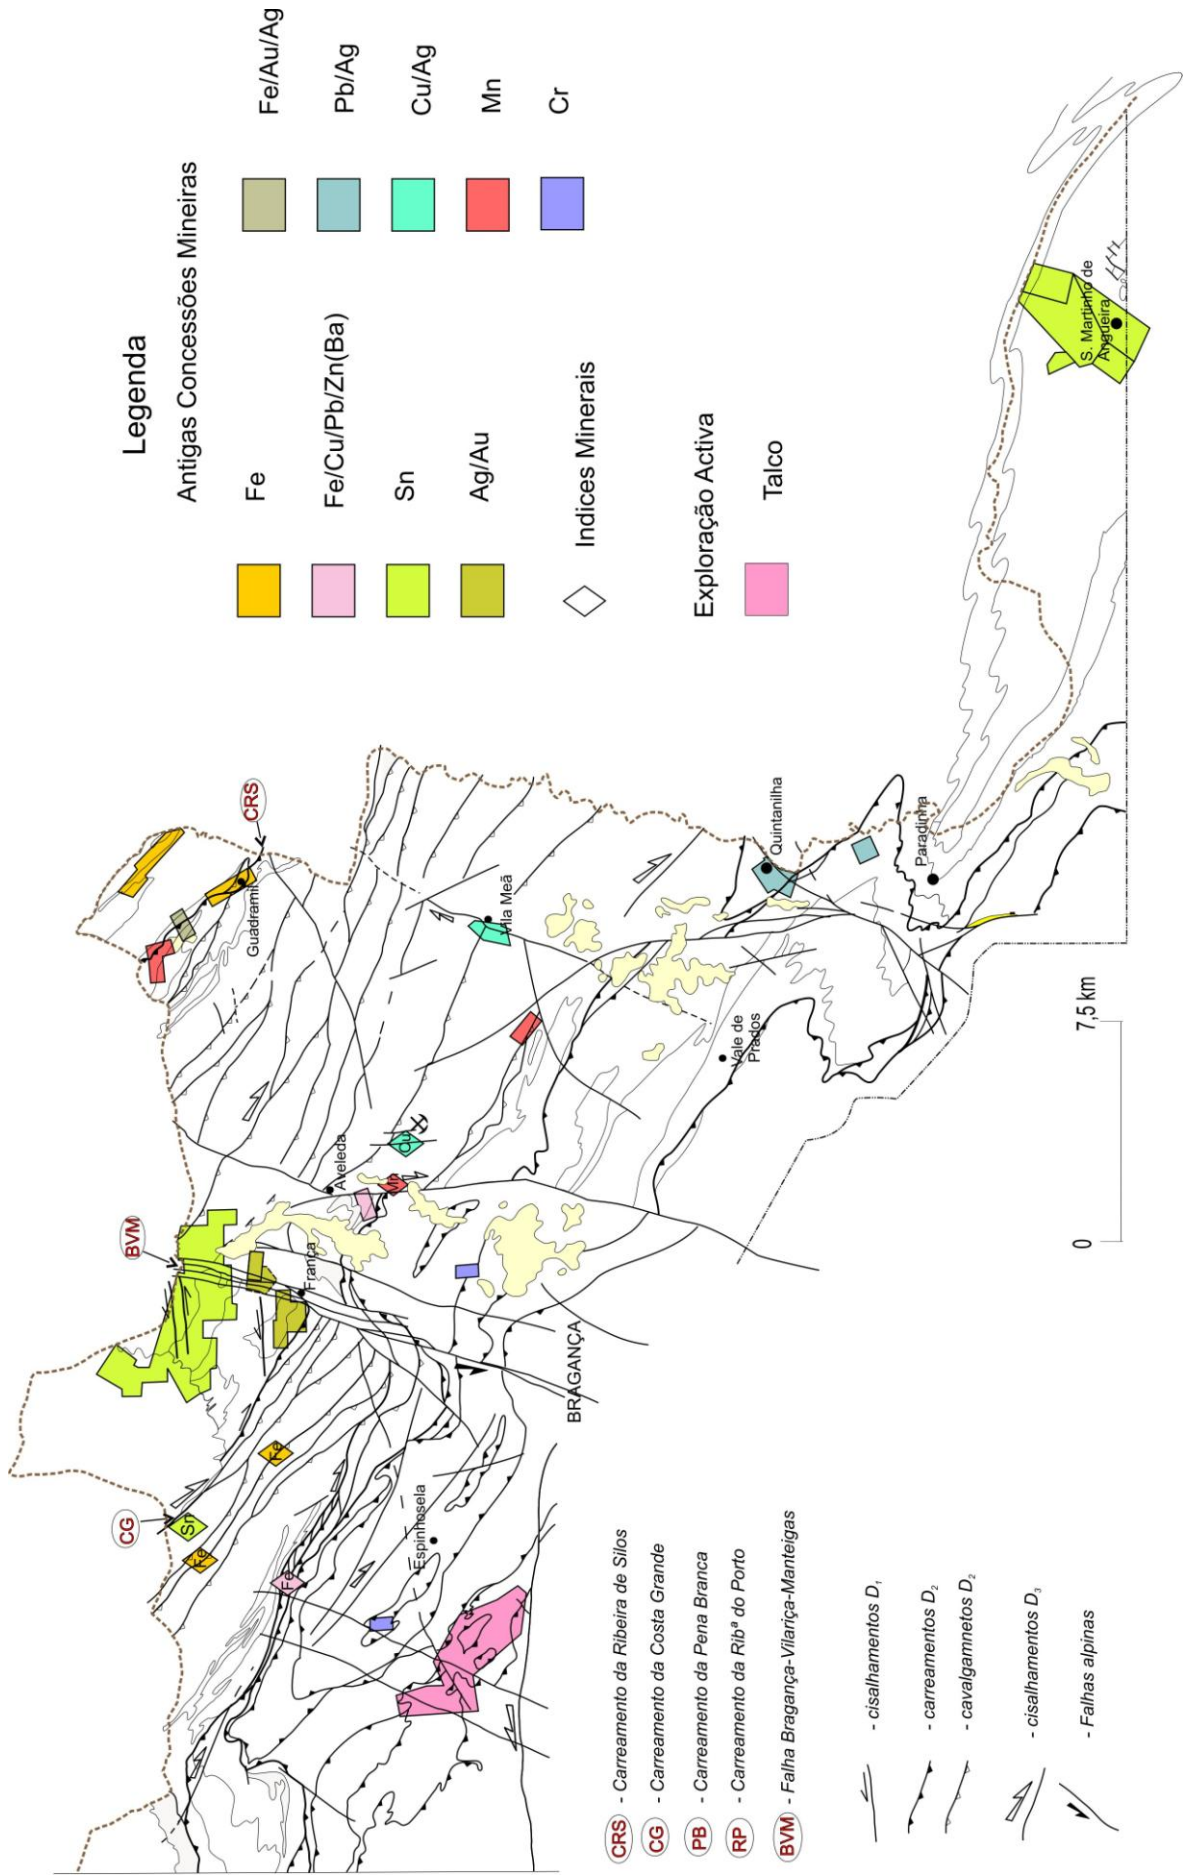 Legenda
Antigas Concessões Mineiras
Fe
Fe/Cu/Pb/Zn(Ba)
Sn
Ag/Au
Fe/Au/Ag
Pb/Ag
Cu/Ag
Mn
Cr
Indices Minerais
Exploração Activa
Talco
CG
BVM
CRS
Sn
Fe
Fe
Fe
Cu
Mn
Guadramil
França
Aveleda
Vila Meã
Espinhosela
BRAGANÇA
Vale de
Prados
Quintanilha
Paradinha
S. Martinho de
Angueira
0
7,5 km
CRS - Carreamento da Ribeira de Silos
CG - Carreamento da Costa Grande
PB - Carreamento da Pena Branca
RP - Carreamento da Ribª do Porto
BVM - Falha Bragança-Vilariça-Manteigas
- cisalhamentos D1
- carreamentos D2
- cavalgamnetos D2
- cisalhamentos D3
- Falhas alpinas